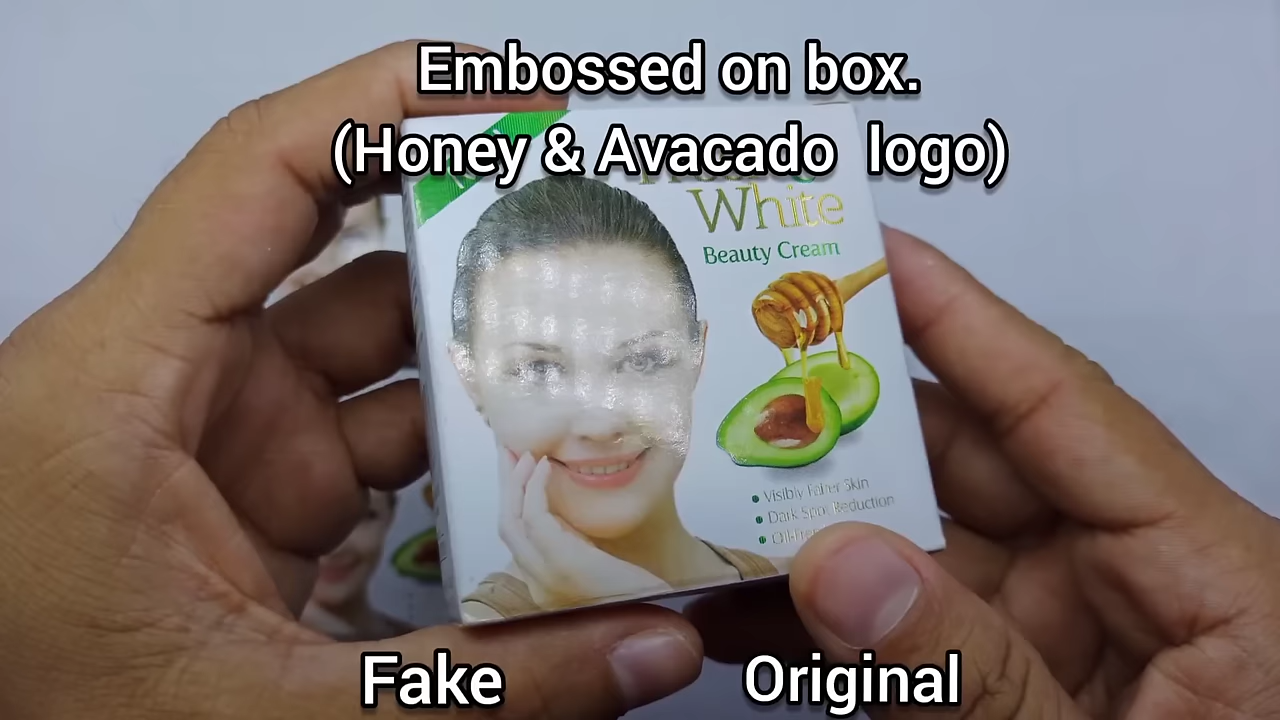 Embossed on box.
(Honey & Avacado logo)
White
Beauty Cream
• Visibly Fairer Skin
• Dark Spot Reduction
Fake
Original